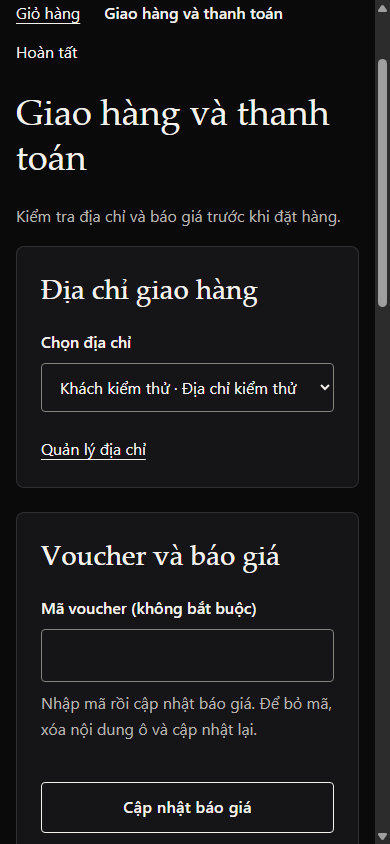 Giỏ hàng Giao hàng và thanh toán
Hoàn tất
Giao hàng và thanh
toán
Kiểm tra địa chỉ và báo giá trước khi đặt hàng.
Địa chỉ giao hàng
Chọn địa chỉ
Khách kiểm thử · Địa chỉ kiểm thử
Quản lý địa chỉ
Voucher và báo giá
Mã voucher (không bắt buộc)
Nhập mã rồi cập nhật báo giá. Để bỏ mã,
xóa nội dung ô và cập nhật lại.
Cập nhật báo giá